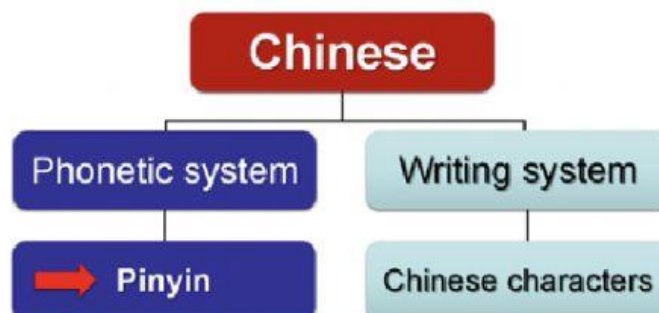 Chinese
Phonetic system
Writing system
Pinyin
Chinese characters